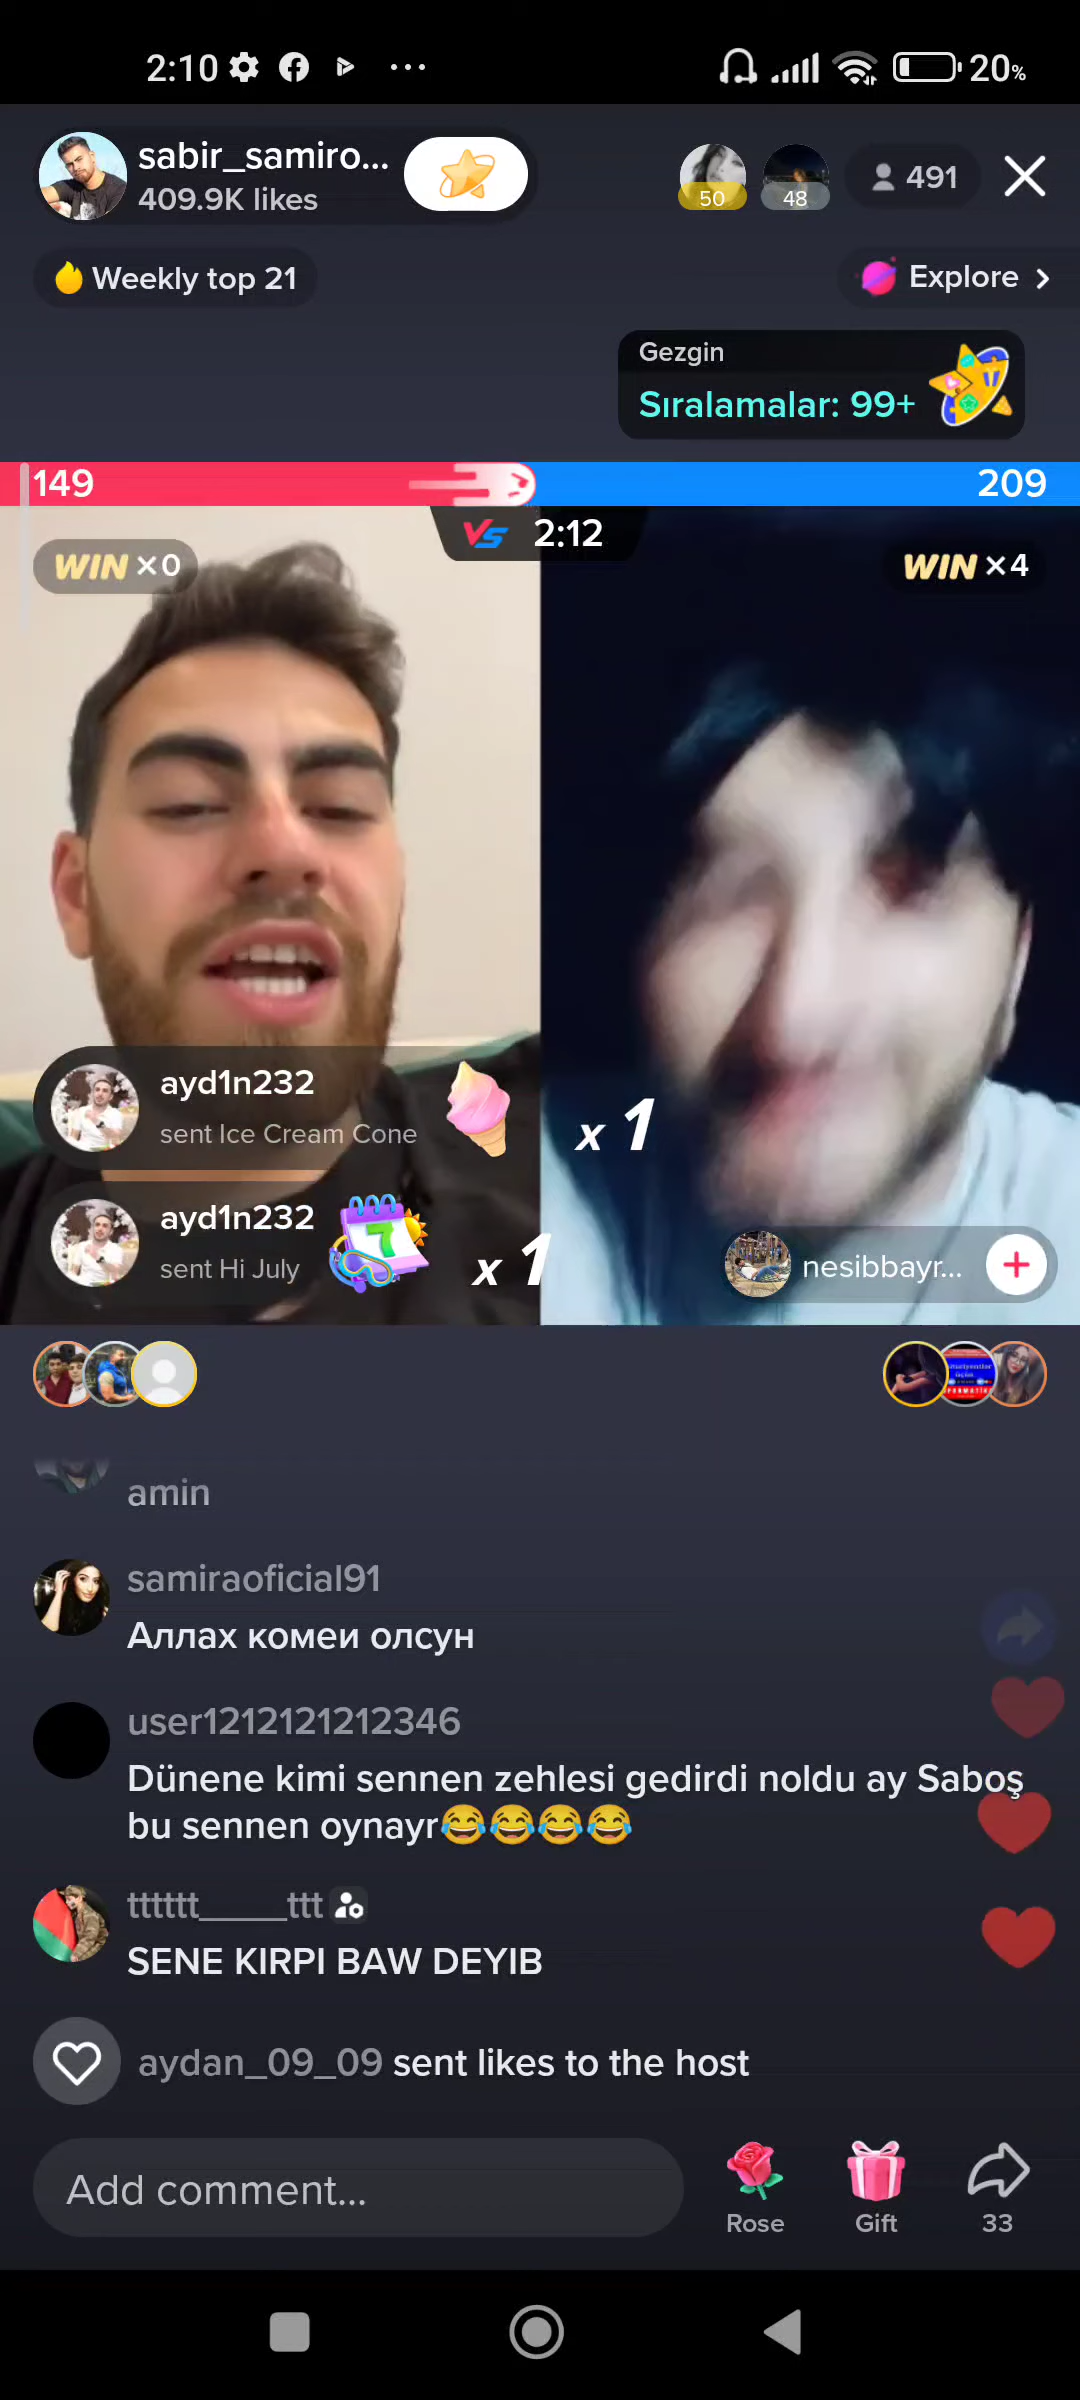 2:10
20%
sabir_samiro...
409.9K likes
50
48
491
Weekly top 21
Explore
Gezgin
Sıralamalar: 99+
149
209
VS 2:12
WIN ×0
WIN ×4
ayd1n232
sent Ice Cream Cone
x 1
ayd1n232
sent Hi July
7
x 1
nesibbayr...
amin
samiraoficial91
Аллах комеи олсун
user1212121212346
Dünene kimi sennen zehlesi gedirdi noldu ay Saboş
bu sennen oynayr😂😂😂😂
tttttt____ttt
SENE KIRPI BAW DEYIB
aydan_09_09 sent likes to the host
Add comment...
Rose
Gift
33